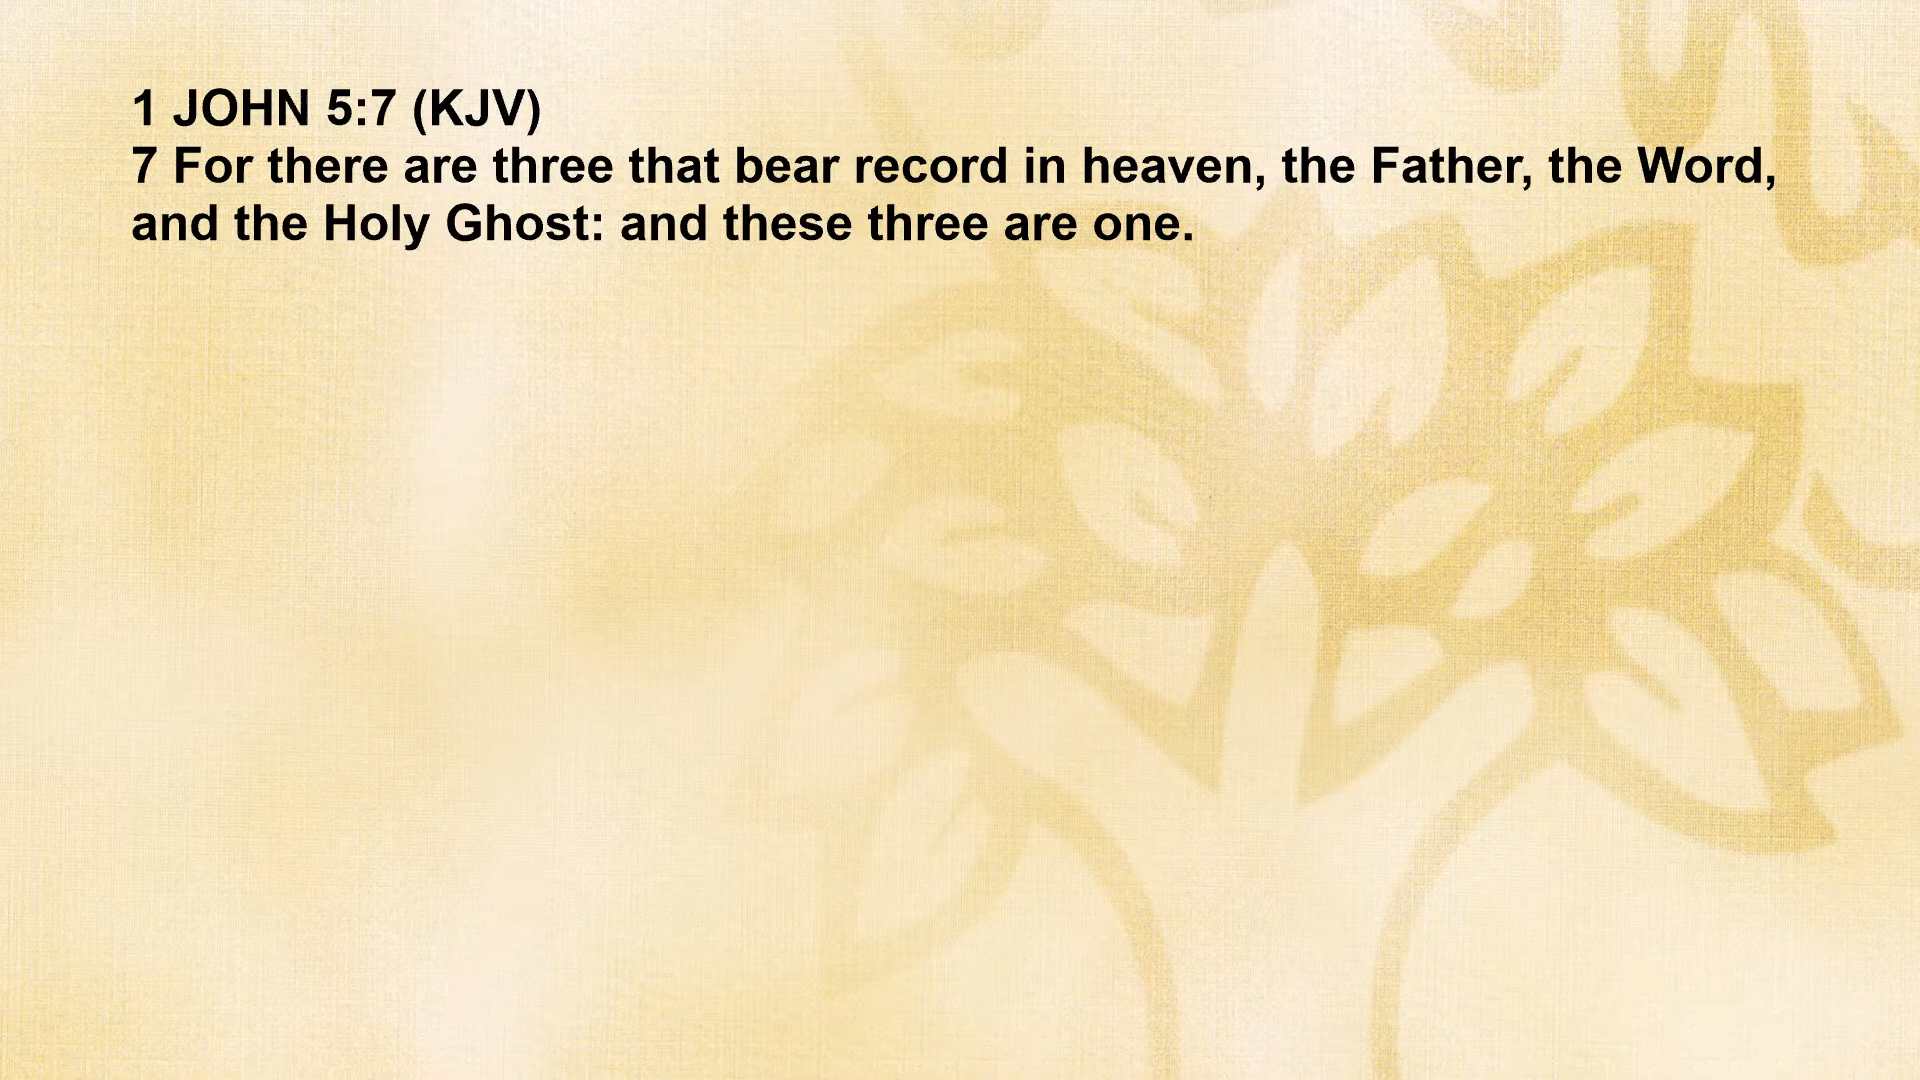 1 JOHN 5:7 (KJV)
7 For there are three that bear record in heaven, the Father, the Word,
and the Holy Ghost: and these three are one.